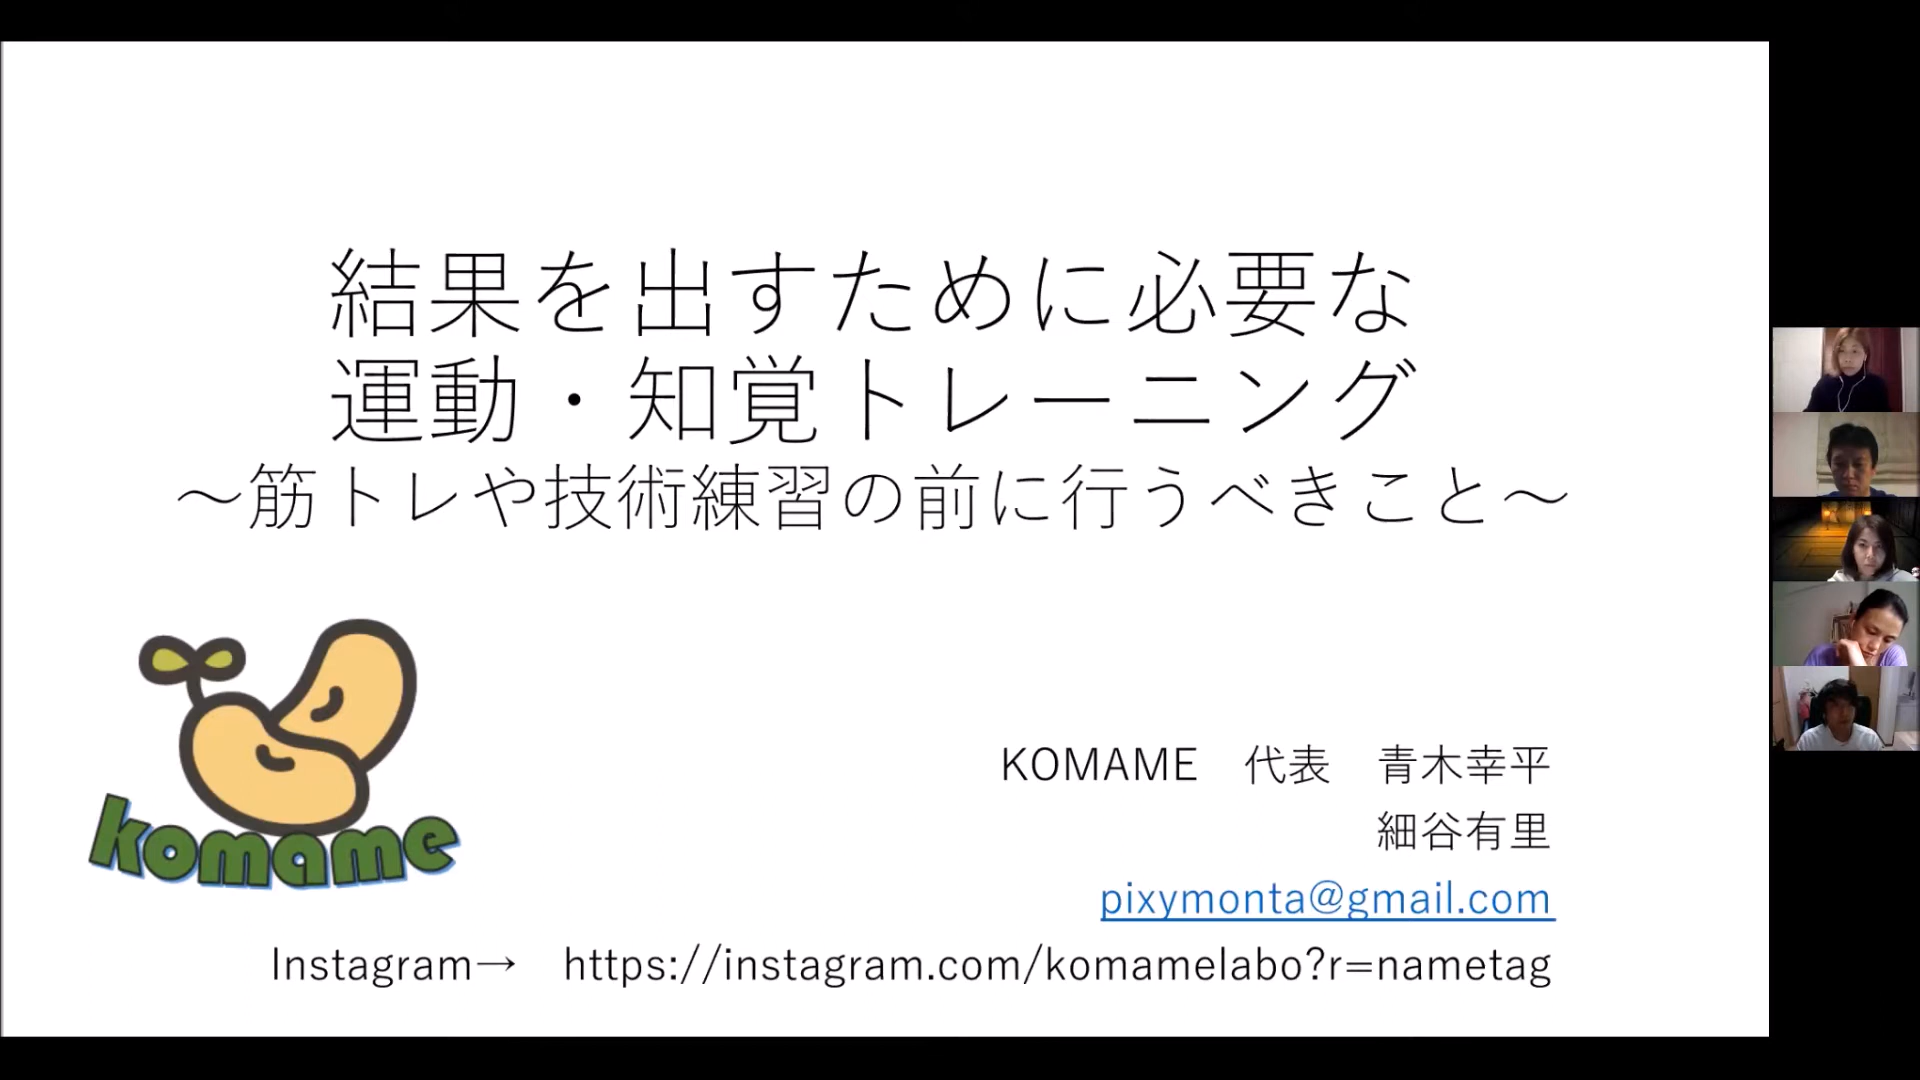 結果を出すために必要な
運動・知覚トレーニング
～筋トレや技術練習の前に行うべきこと～
komame
KOMAME　代表　青木幸平
細谷有里
pixymonta@gmail.com
Instagram→　https://instagram.com/komamelabo?r=nametag